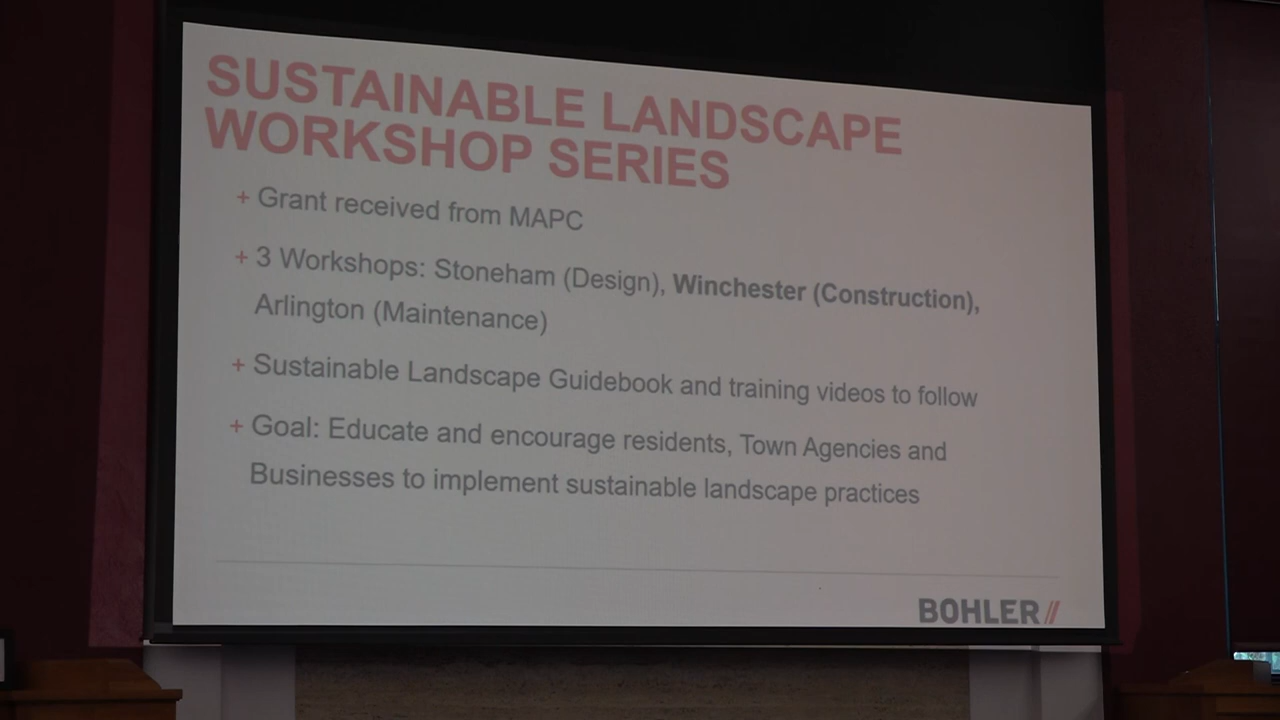 SUSTAINABLE LANDSCAPE
WORKSHOP SERIES
+ Grant received from MAPC
+ 3 Workshops: Stoneham (Design), Winchester (Construction),
Arlington (Maintenance)
+ Sustainable Landscape Guidebook and training videos to follow
+ Goal: Educate and encourage residents, Town Agencies and
Businesses to implement sustainable landscape practices
BOHLER//